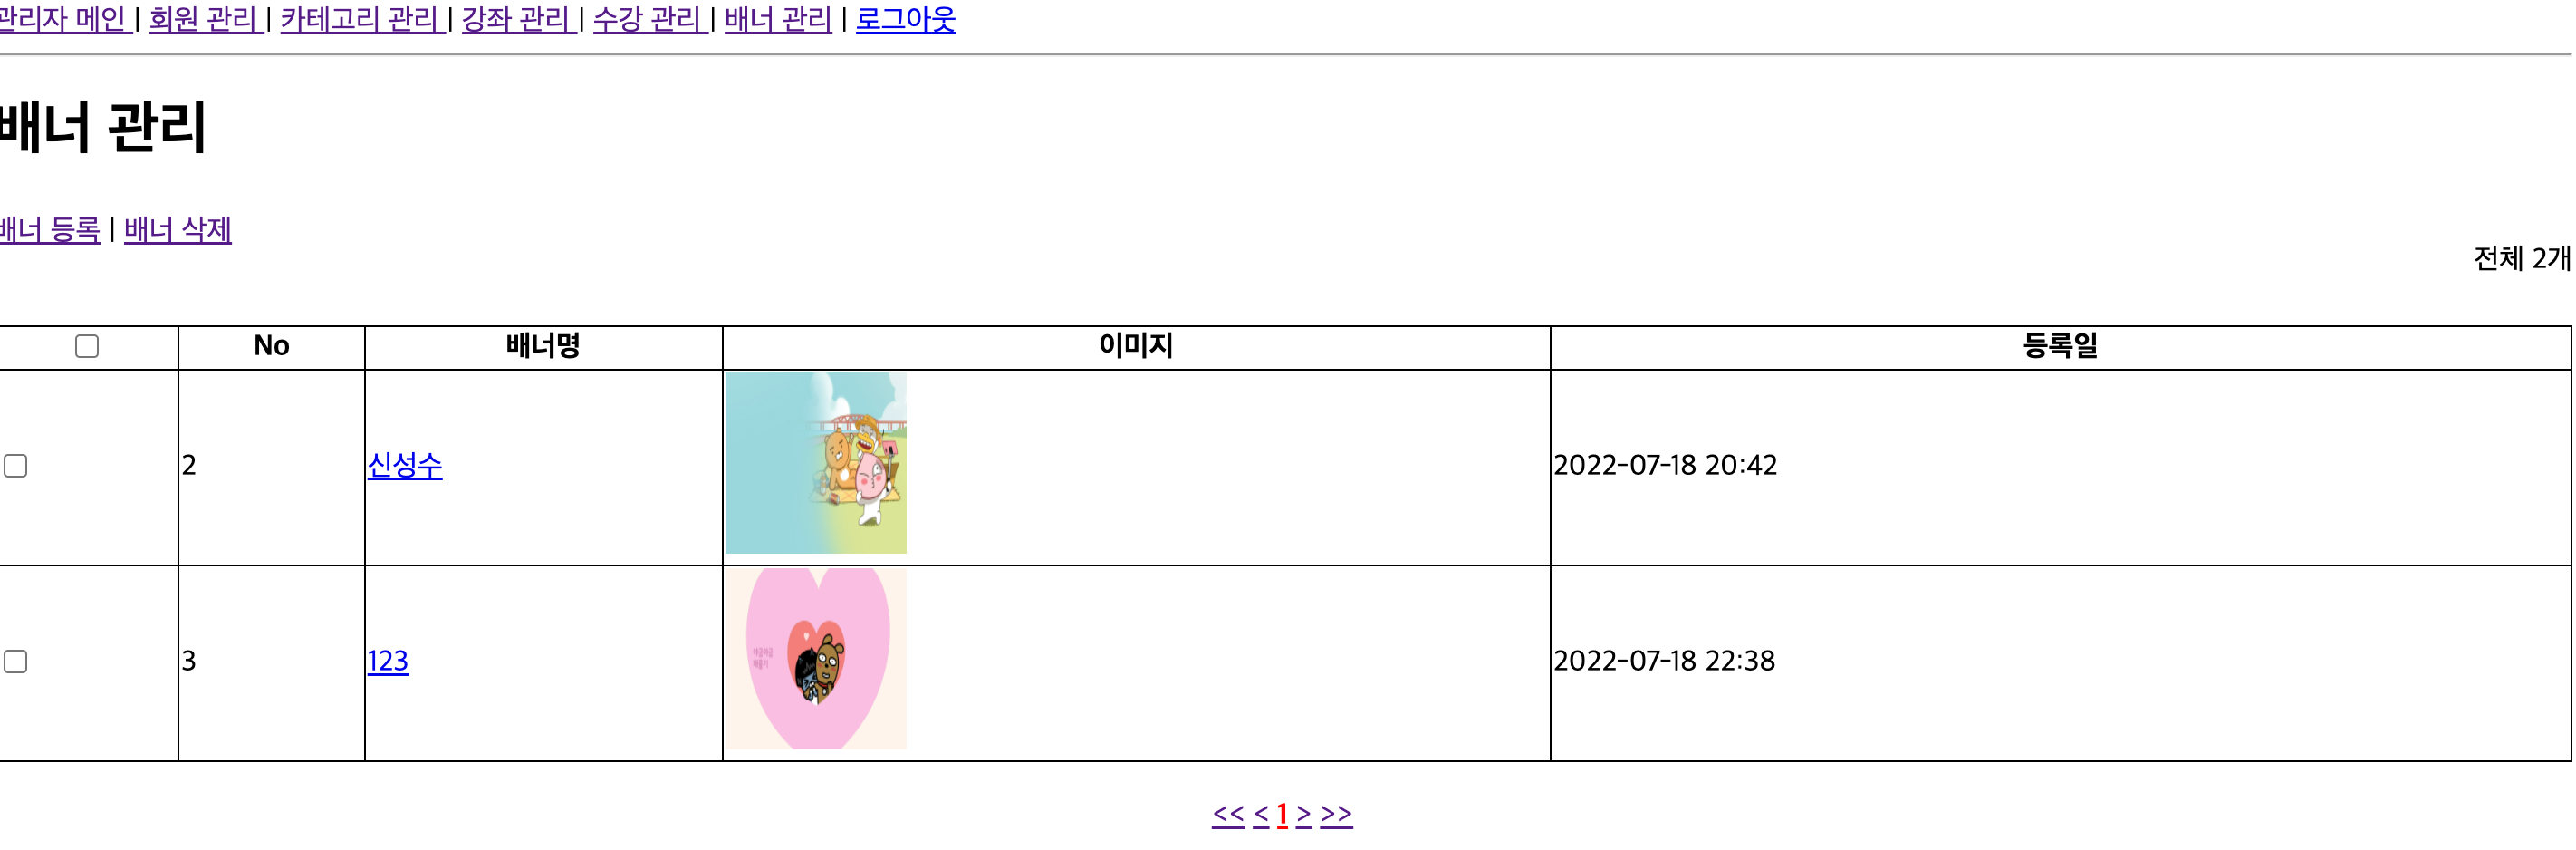 관리자 메인 | 회원 관리 | 카테고리 관리 | 강좌 관리 | 수강 관리 | 배너 관리 | 로그아웃
배너 관리
배너 등록 | 배너 삭제
전체 2개
No 배너명 이미지 등록일
2 신성수 2022-07-18 20:42
3 123 2022-07-18 22:38
<< < 1 > >>